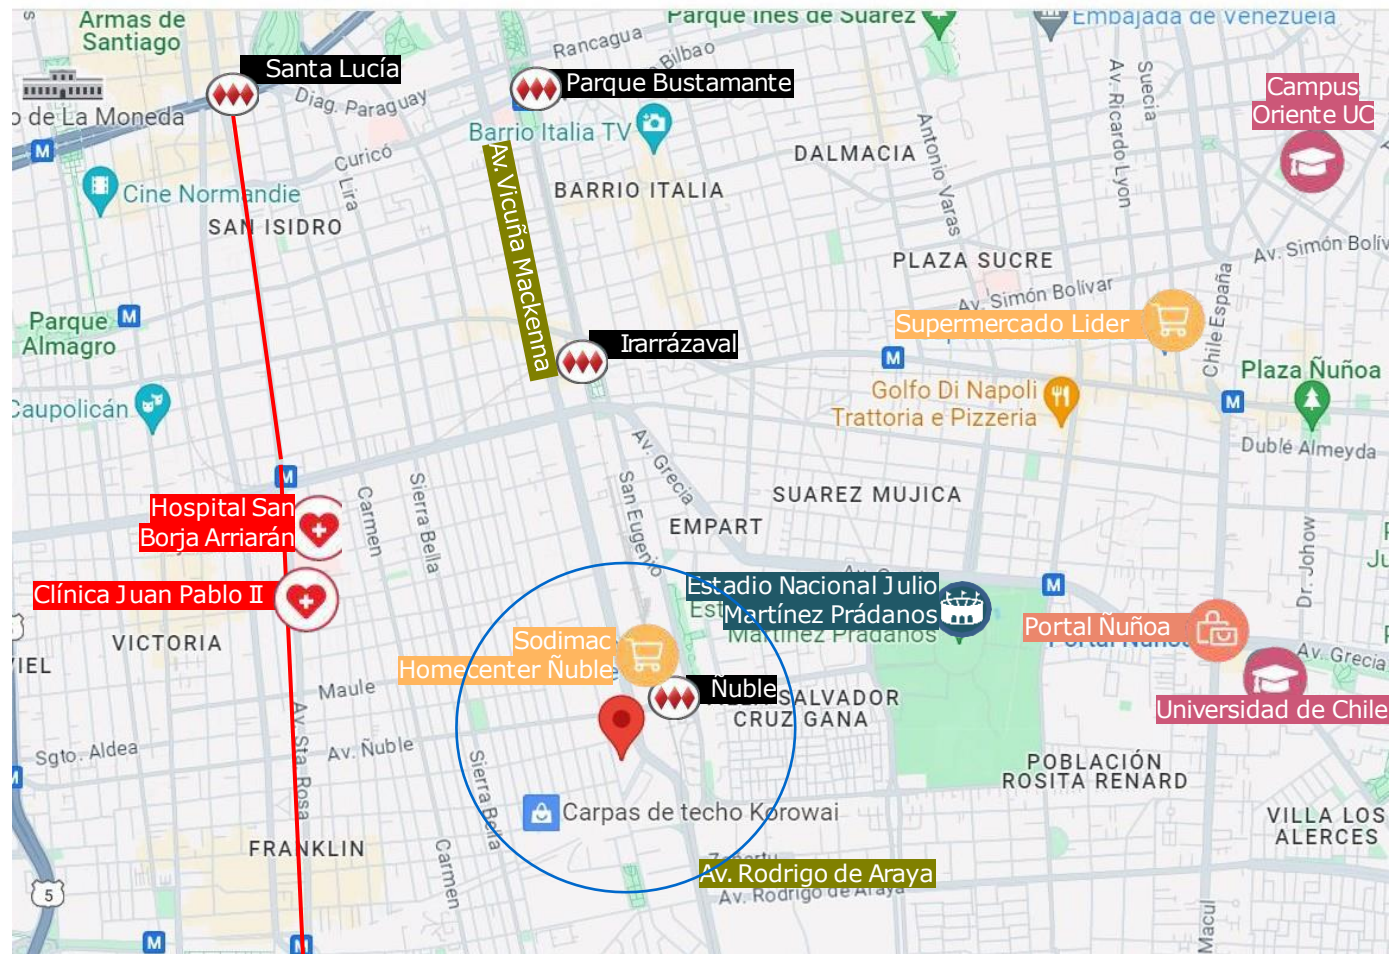 Armas de
Santiago
Parque Inés de Suárez
Embajada de Venezuela
Rancagua
Bilbao
Santa Lucía
Parque Bustamante
Diag. Paraguay
o de La Moneda
M
Barrio Italia TV
Suecia
Av. Ricardo Lyon
Campus
Oriente UC
Antonio Varas
DALMACIA
Curicó
Lira
Cine Normandie
BARRIO ITALIA
SAN ISIDRO
Av. Vicuña Mackenna
PLAZA SUCRE
Av. Simón Bolív
Av. Simón Bolívar
Chile España
Supermercado Lider
Parque
Almagro
M
Irarrázaval
M
Golfo Di Napoli
Trattoria e Pizzeria
Plaza Ñuñoa
M
Caupolicán
Av. Grecia
Dublé Almeyda
M
Carmen
Sierra Bella
San Eugenio
SUAREZ MUJICA
EMPART
Hospital San
Borja Arriarán
Dr. Johow
Clínica Juan Pablo II
Estadio Nacional Julio
Martínez Prádanos
Est
Martínez Prádanos
M
Portal Ñuñoa
VICTORIA
VIEL
Sodimac
Homecenter Ñuble
Av. Grecia
Maule
Ñuble
SALVADOR
CRUZ GANA
Universidad de Chile
Av. Sta. Rosa
Sgto. Aldea
Av. Ñuble
M
Sierra Bella
POBLACIÓN
ROSITA RENARD
Carpas de techo Korowai
VILLA LOS
ALERCES
FRANKLIN
Carmen
Av. Rodrigo de Araya
Av. Rodrigo de Araya
5
Macul
M
M